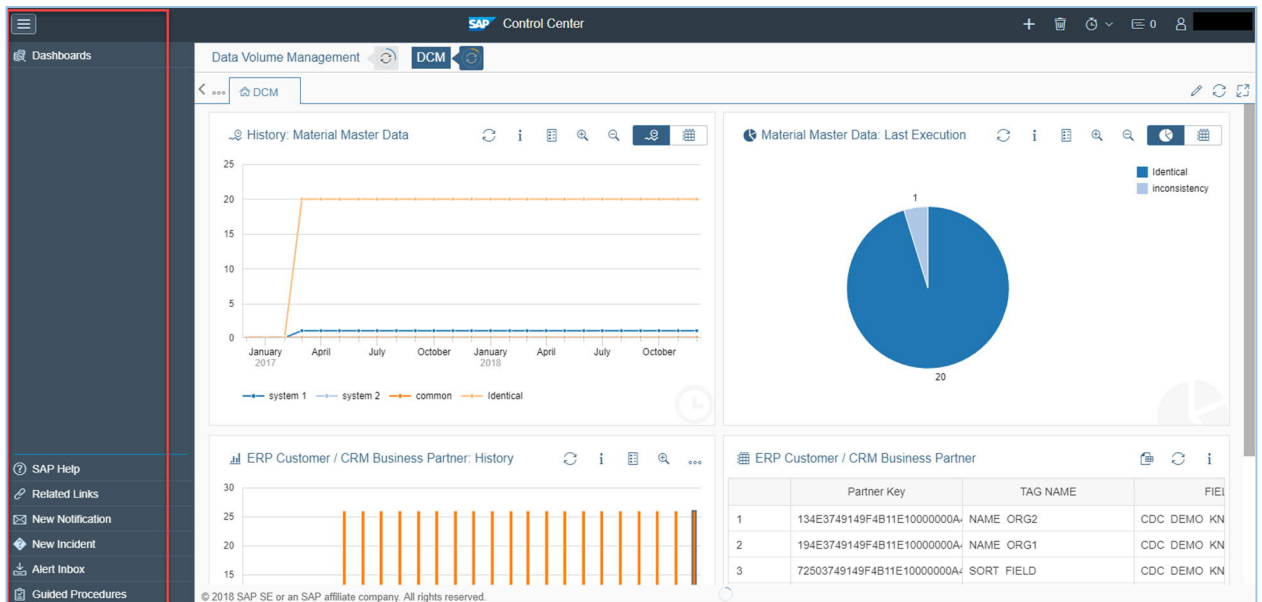 SAP Control Center
0
Dashboards
Data Volume Management DCM
DCM
History: Material Master Data
25
20
15
10
5
0
January April July October January April July October
2017 2018
system 1 system 2 common Identical
Material Master Data: Last Execution
Identical
inconsistency
1
20
ERP Customer / CRM Business Partner: History
30
25
20
15
ERP Customer / CRM Business Partner
Partner Key TAG NAME FIEL
1 134E3749149F4B11E10000000A4 NAME_ORG2 CDC_DEMO_KN
2 194E3749149F4B11E10000000A4 NAME_ORG1 CDC_DEMO_KN
3 72503749149F4B11E10000000A4 SORT_FIELD CDC_DEMO_KN
SAP Help
Related Links
New Notification
New Incident
Alert Inbox
Guided Procedures
© 2018 SAP SE or an SAP affiliate company. All rights reserved.